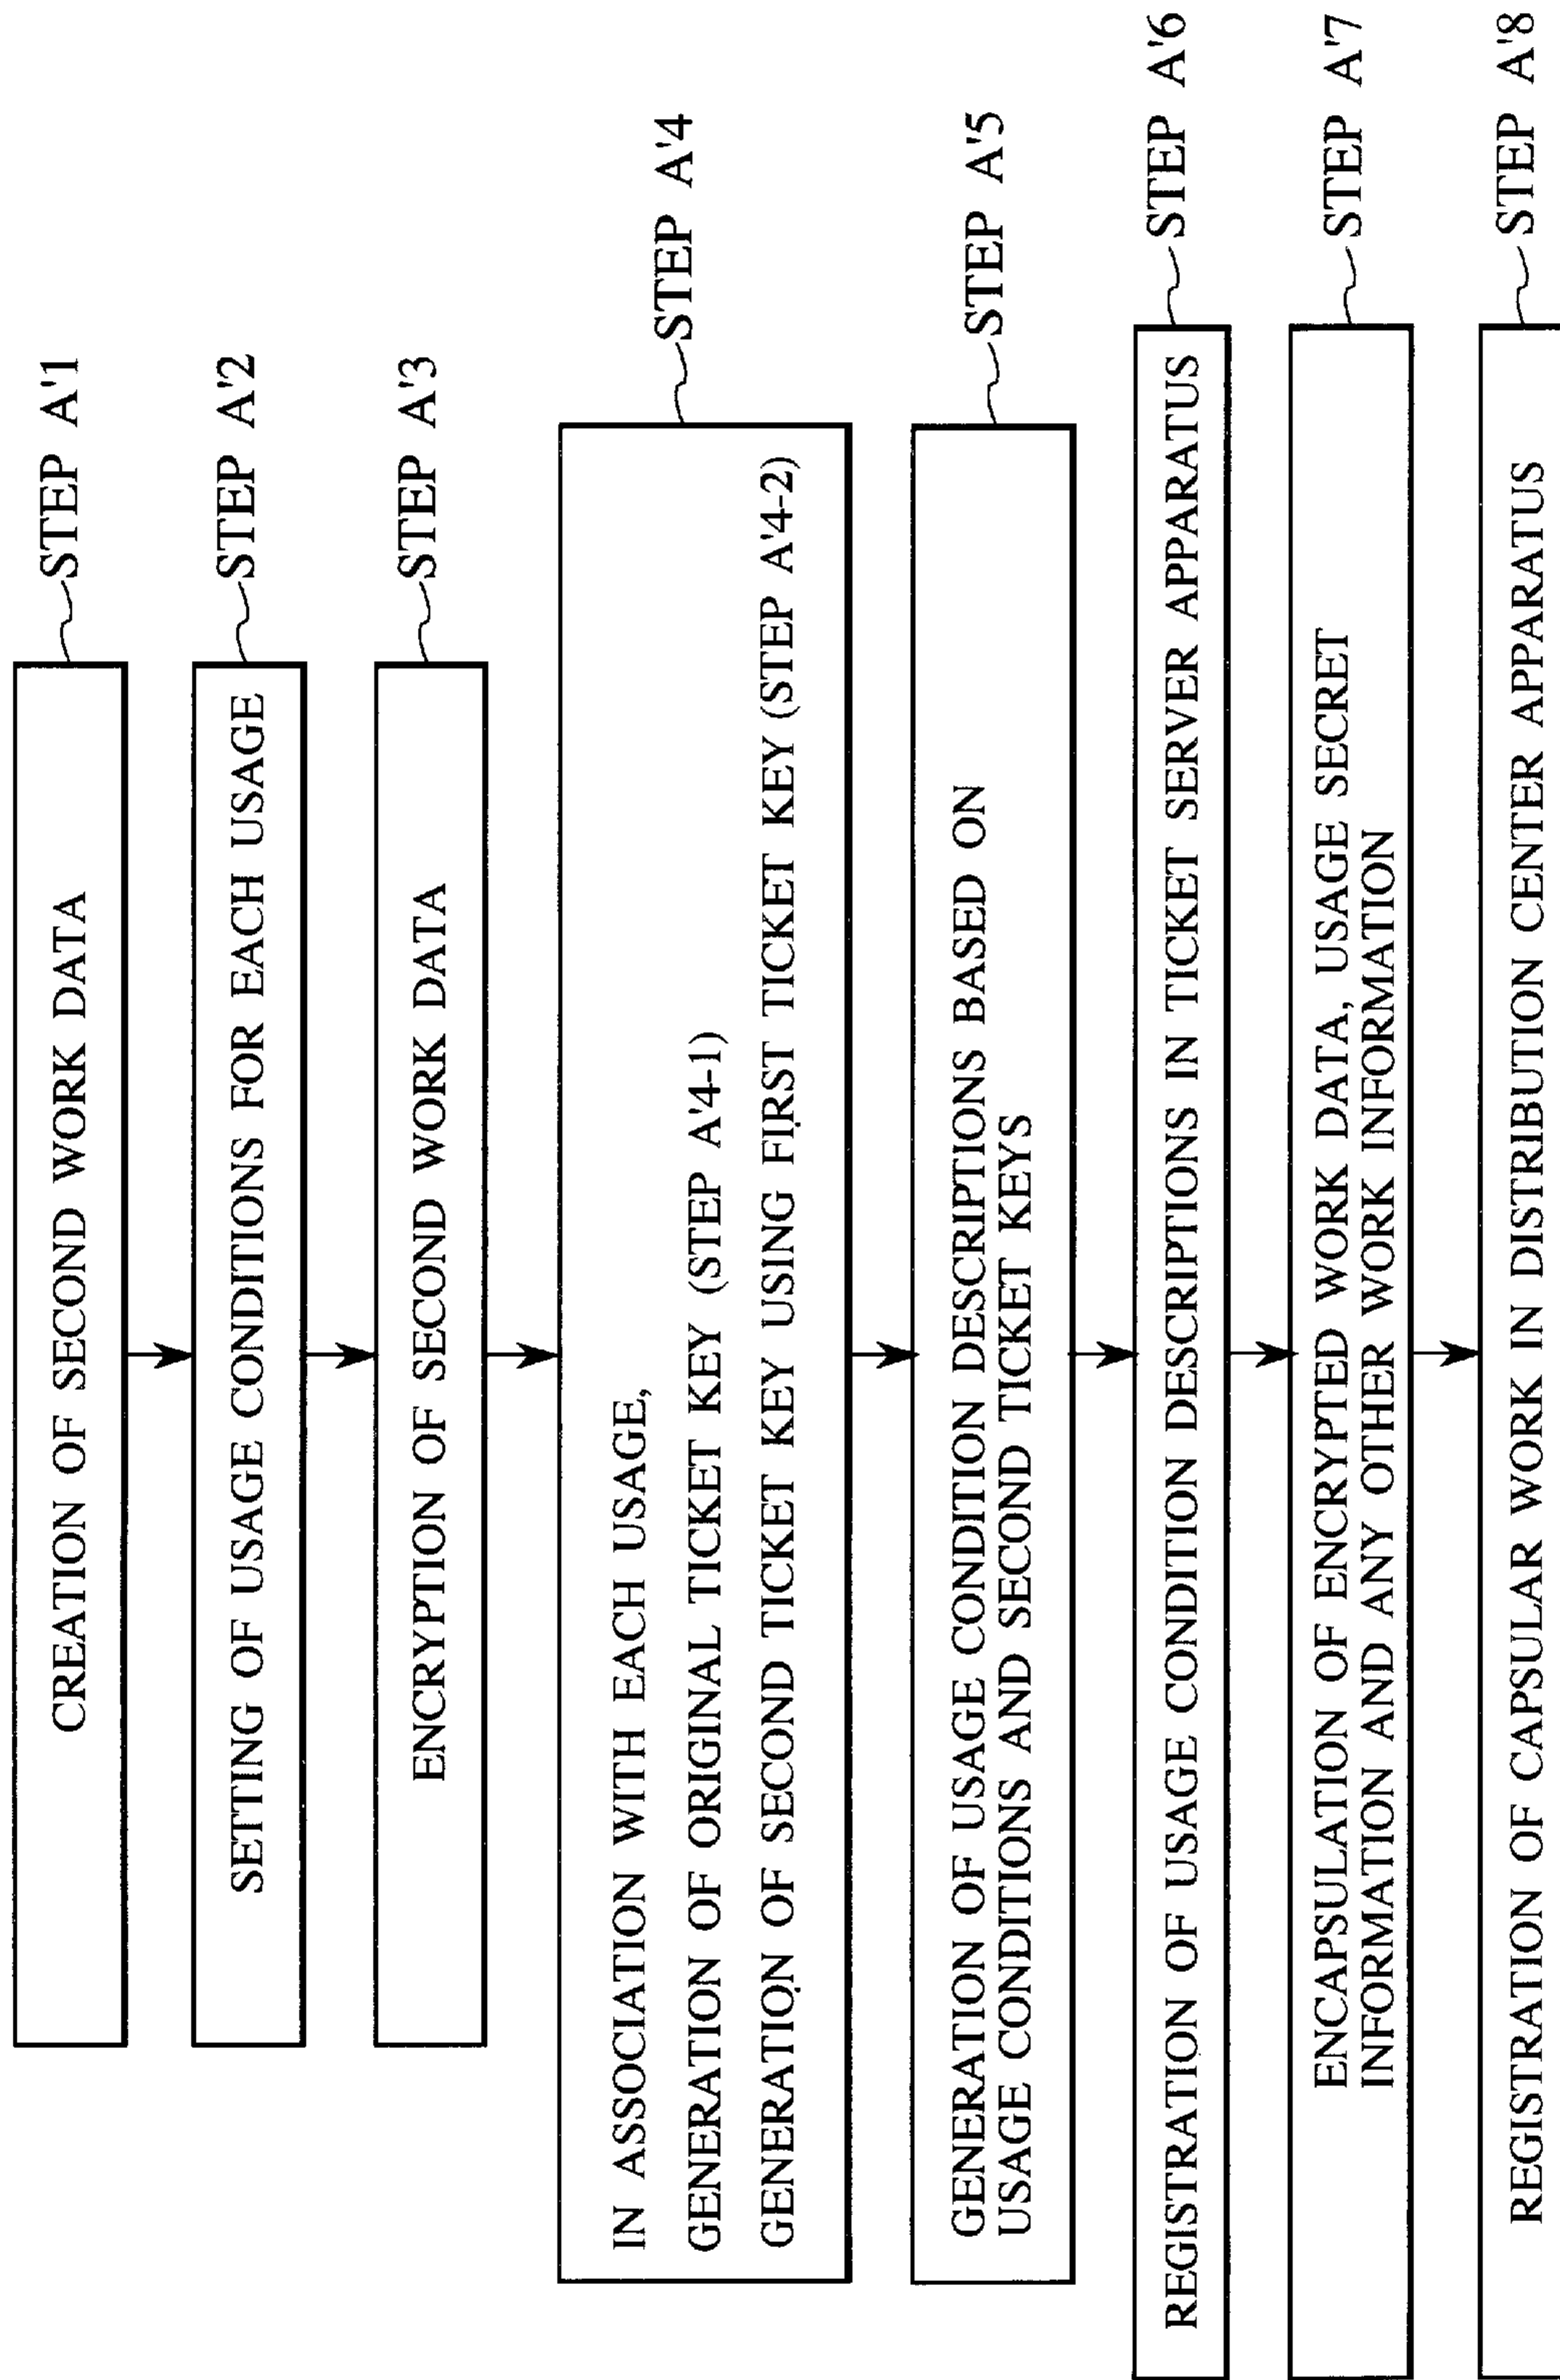 CREATION OF SECOND WORK DATA
STEP A'1
SETTING OF USAGE CONDITIONS FOR EACH USAGE
STEP A'2
ENCRYPTION OF SECOND WORK DATA
STEP A'3
IN ASSOCIATION WITH EACH USAGE,
GENERATION OF ORIGINAL TICKET KEY (STEP A'4-1)
GENERATION OF SECOND TICKET KEY USING FIRST TICKET KEY (STEP A'4-2)
STEP A'4
GENERATION OF USAGE CONDITION DESCRIPTIONS BASED ON
USAGE CONDITIONS AND SECOND TICKET KEYS
STEP A'5
REGISTRATION OF USAGE CONDITION DESCRIPTIONS IN TICKET SERVER APPARATUS
STEP A'6
ENCAPSULATION OF ENCRYPTED WORK DATA, USAGE SECRET
INFORMATION AND ANY OTHER WORK INFORMATION
STEP A'7
REGISTRATION OF CAPSULAR WORK IN DISTRIBUTION CENTER APPARATUS
STEP A'8